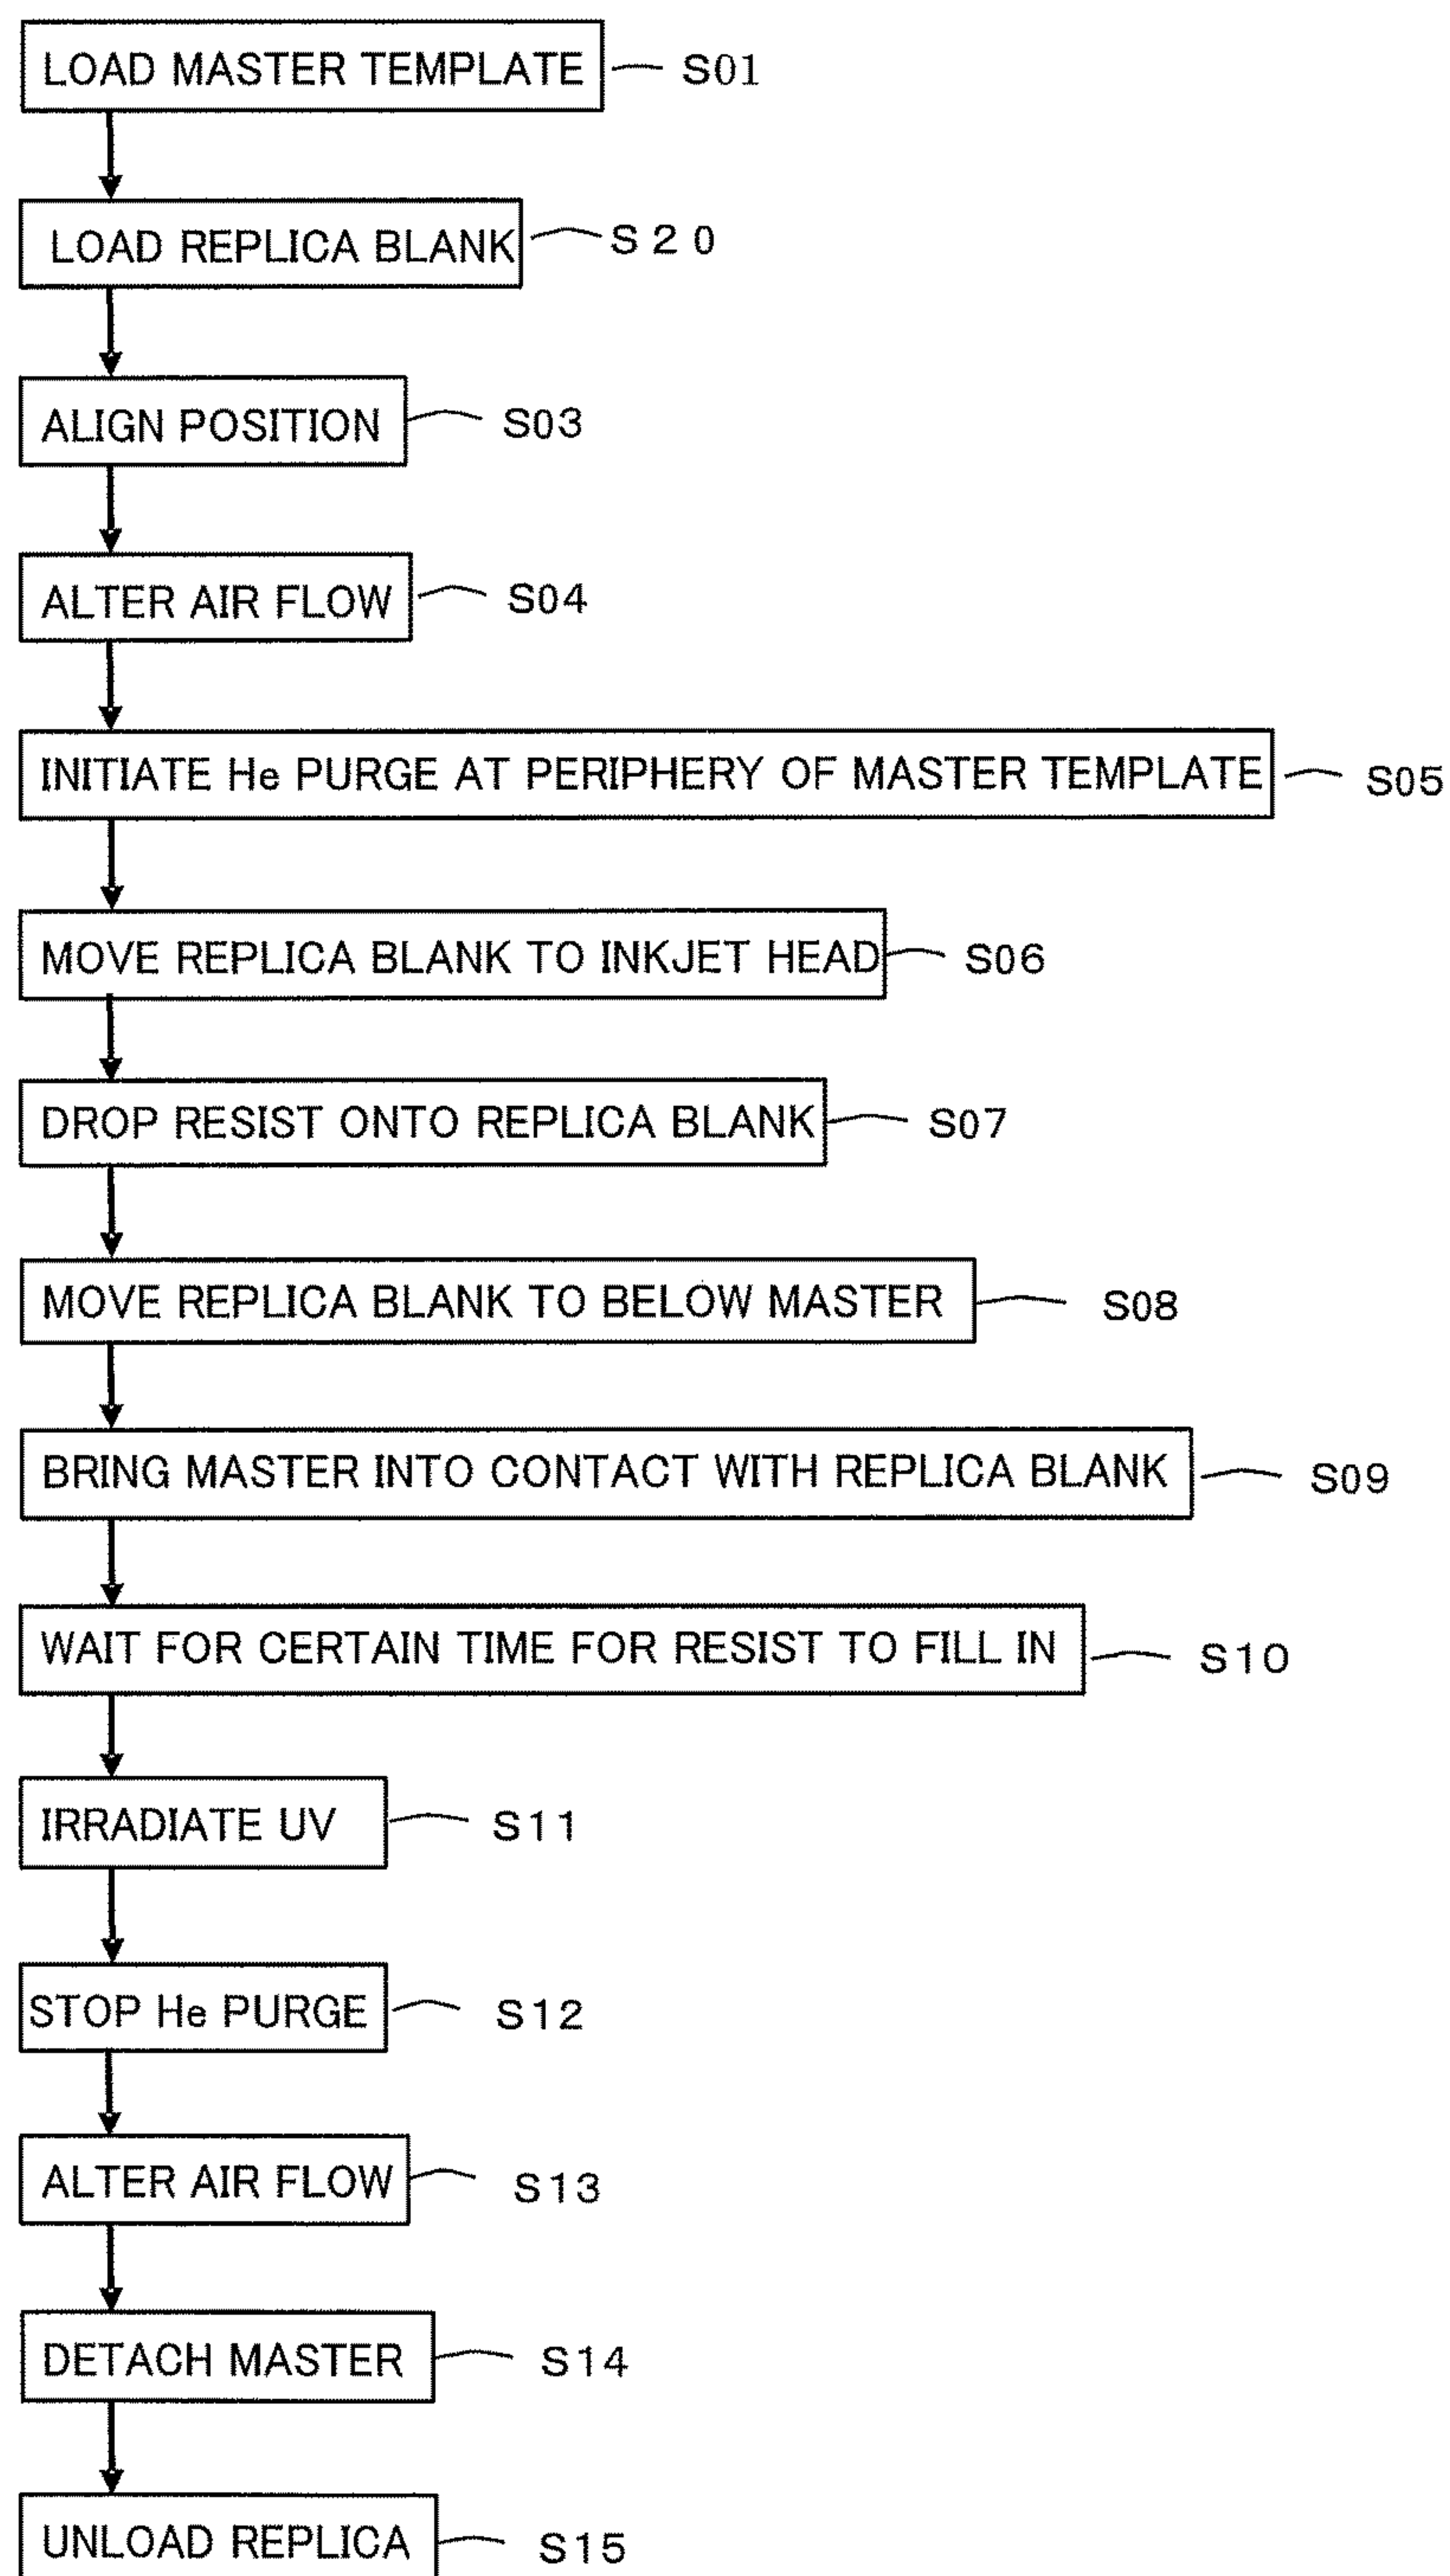 LOAD MASTER TEMPLATE S01
LOAD REPLICA BLANK S20
ALIGN POSITION S03
ALTER AIR FLOW S04
INITIATE He PURGE AT PERIPHERY OF MASTER TEMPLATE S05
MOVE REPLICA BLANK TO INKJET HEAD S06
DROP RESIST ONTO REPLICA BLANK S07
MOVE REPLICA BLANK TO BELOW MASTER S08
BRING MASTER INTO CONTACT WITH REPLICA BLANK S09
WAIT FOR CERTAIN TIME FOR RESIST TO FILL IN S10
IRRADIATE UV S11
STOP He PURGE S12
ALTER AIR FLOW S13
DETACH MASTER S14
UNLOAD REPLICA S15